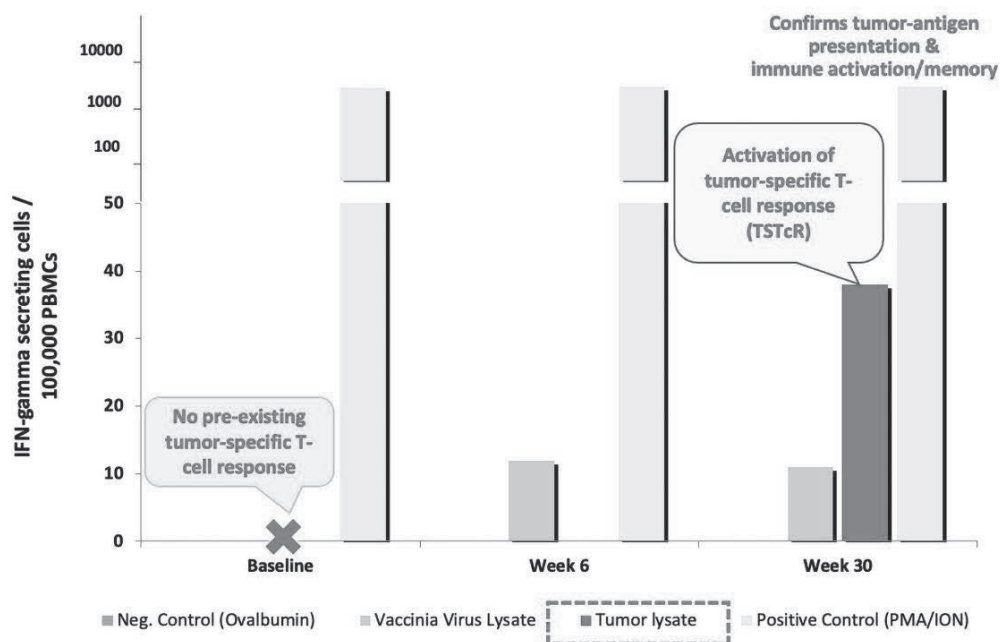 Confirms tumor-antigen
presentation &
immune activation/memory
10000
1000
100
Activation of
tumor-specific T-
cell response
(TSTcR)
IFN-gamma secreting cells /
100,000 PBMCs
50
40
30
20
10
0
No pre-existing
tumor-specific T-
cell response
Baseline
Week 6
Week 30
Neg. Control (Ovalbumin)
Vaccinia Virus Lysate
Tumor lysate
Positive Control (PMA/ION)